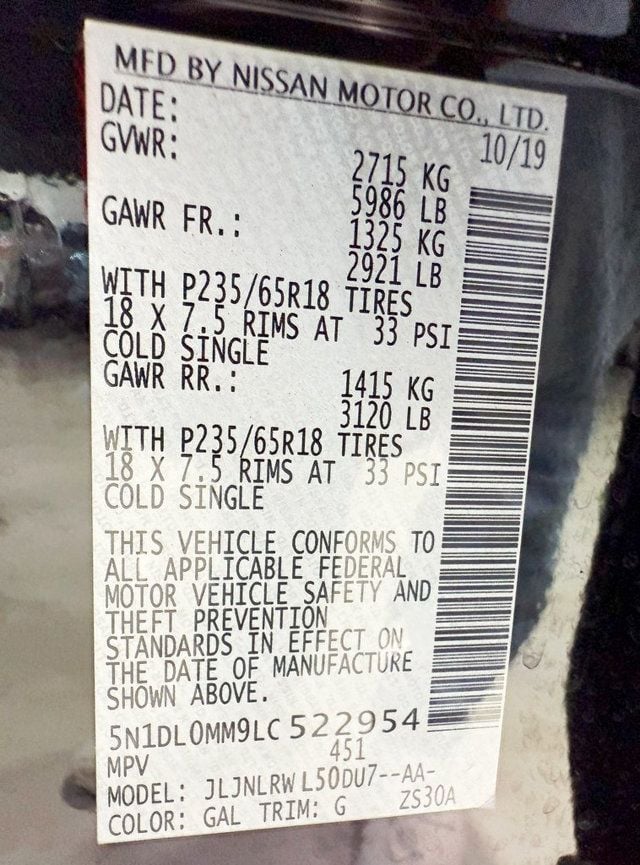 MFD BY NISSAN MOTOR CO., LTD.
DATE: 10/19
GVWR: 2715 KG
5986 LB
GAWR FR.: 1325 KG
2921 LB
WITH P235/65R18 TIRES
18 X 7.5 RIMS AT 33 PSI
COLD SINGLE
GAWR RR.: 1415 KG
3120 LB
WITH P235/65R18 TIRES
18 X 7.5 RIMS AT 33 PSI
COLD SINGLE
THIS VEHICLE CONFORMS TO
ALL APPLICABLE FEDERAL
MOTOR VEHICLE SAFETY AND
THEFT PREVENTION
STANDARDS IN EFFECT ON
THE DATE OF MANUFACTURE
SHOWN ABOVE.
5N1DL0MM9LC 522954
MPV 451
MODEL: JLJNLRW L50DU7--AA-
COLOR: GAL TRIM: G ZS30A